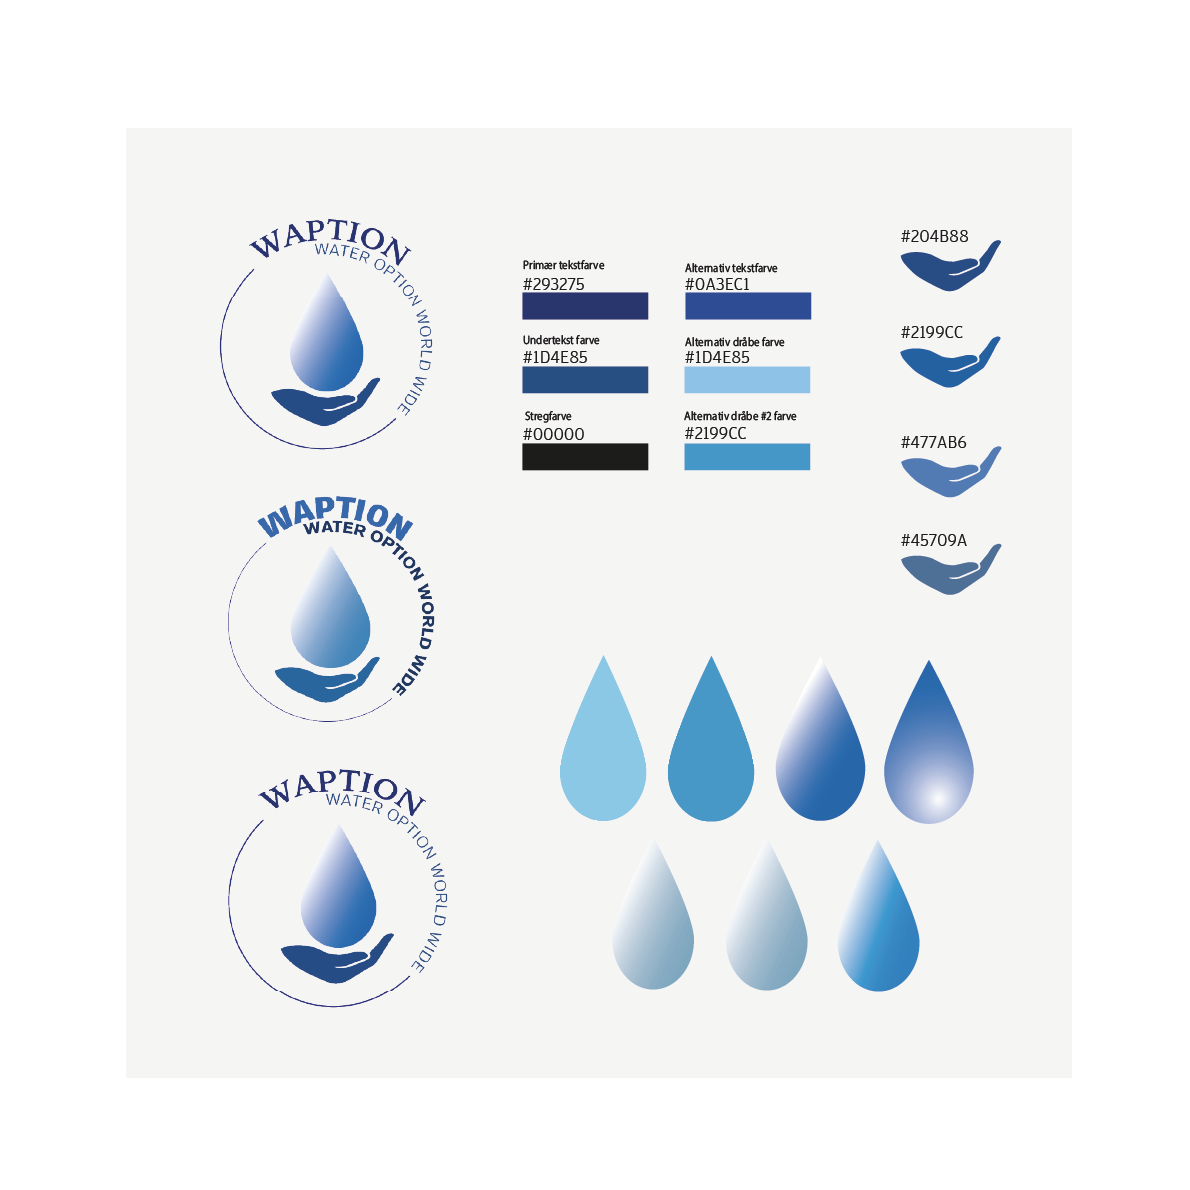 WAPTION
WATER OPTION WORLD WIDE
WAPTION
WATER OPTION WORLD WIDE
WAPTION
WATER OPTION WORLD WIDE
Primær tekstfarve
#293275
Undertekst farve
#1D4E85
Stregfarve
#00000
Alternativ tekstfarve
#0A3EC1
Alternativ dråbe farve
#1D4E85
Alternativ dråbe #2 farve
#2199CC
#204B88
#2199CC
#477AB6
#45709A